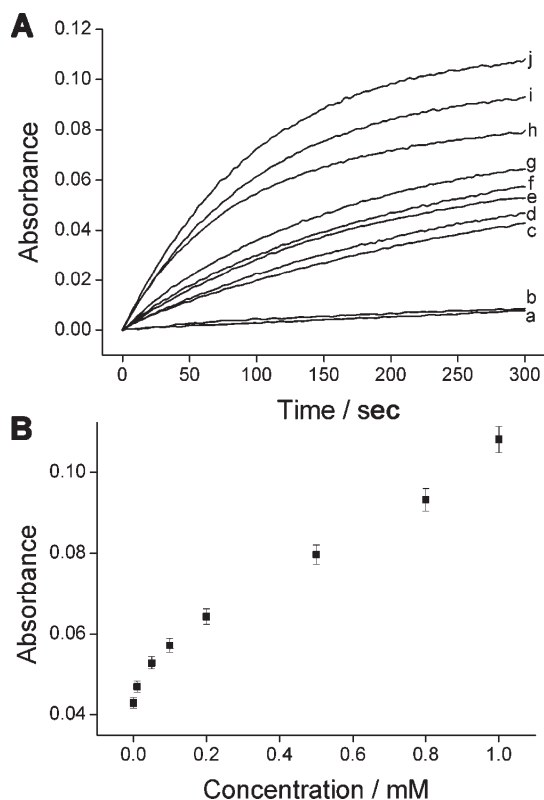 A
0.12
0.10
0.08
0.06
0.04
0.02
0.00
Absorbance
j
i
h
g
f
e
d
c
b
a
0 50 100 150 200 250 300
Time / sec
B
0.10
0.08
0.06
0.04
Absorbance
0.0 0.2 0.4 0.6 0.8 1.0
Concentration / mM